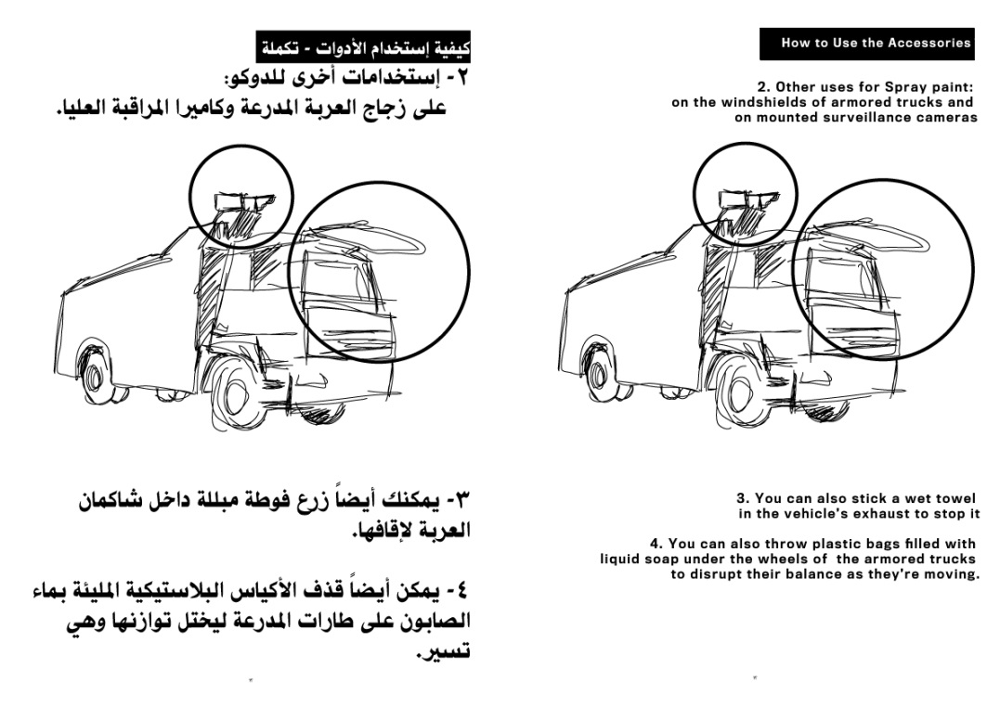 كيفية إستخدام الأدوات - تكملة
٢- إستخدامات أخرى للدوكو:
على زجاج العربة المدرعة وكاميرا المراقبة العليا.
٣- يمكنك أيضاً زرع فوطة مبللة داخل شاكمان
العربة لإقافها.
٤- يمكن أيضاً قذف الأكياس البلاستيكية المليئة بماء
الصابون على طارات المدرعة ليختل توازنها وهي
تسير.
How to Use the Accessories
2. Other uses for Spray paint:
on the windshields of armored trucks and
on mounted surveillance cameras
3. You can also stick a wet towel
in the vehicle's exhaust to stop it
4. You can also throw plastic bags filled with
liquid soap under the wheels of the armored trucks
to disrupt their balance as they're moving.